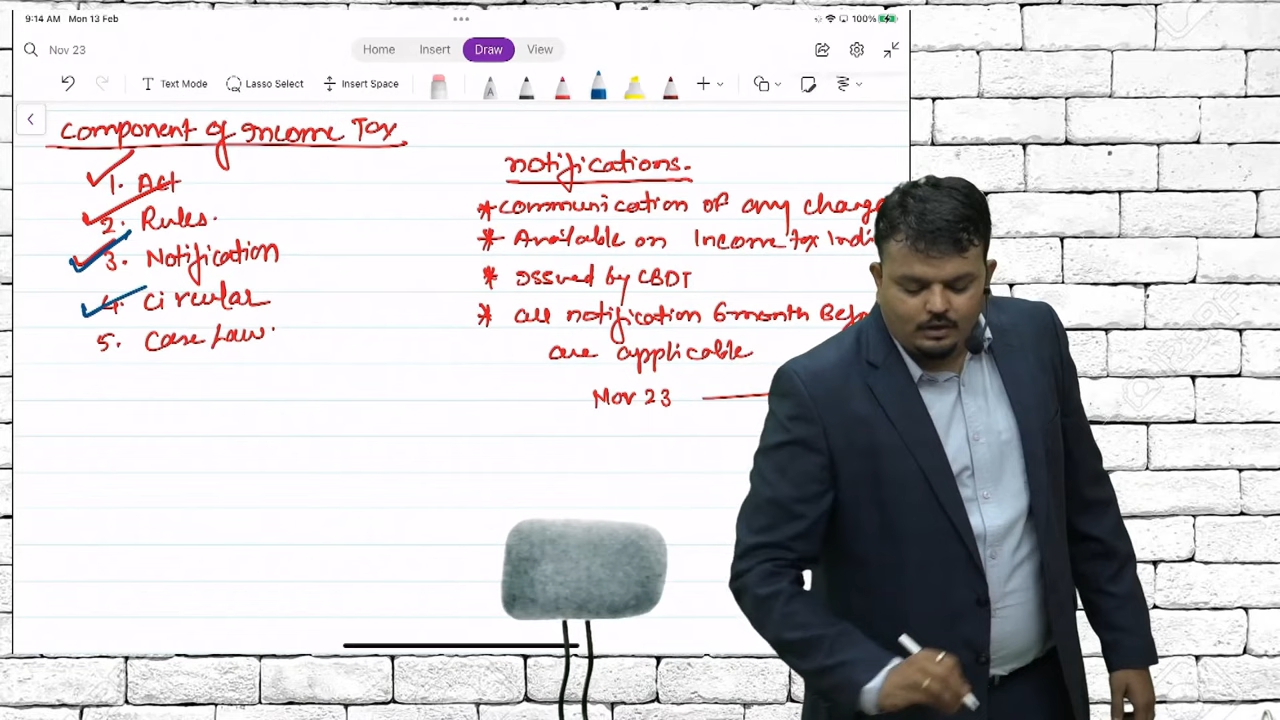 9:14 AM Mon 13 Feb
100%
Nov 23
Home Insert Draw View
Text Mode Lasso Select Insert Space
Component of Income Tax
1. Act
2. Rules.
3. Notification
4. Circular
5. Case Law.
notifications.
* Communication of any change
* Available on Income tax Indi
* Issued by CBDT
* all notification 6 month Bef
are applicable
Nov 23